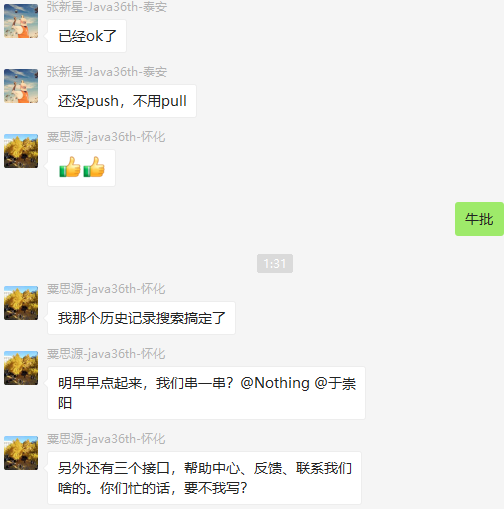 张新星-Java36th-泰安
已经ok了
张新星-Java36th-泰安
还没push，不用pull
粟思源-java36th-怀化
牛批
1:31
粟思源-java36th-怀化
我那个历史记录搜索搞定了
粟思源-java36th-怀化
明早早点起来，我们串一串？@Nothing @于崇
阳
粟思源-java36th-怀化
另外还有三个接口，帮助中心、反馈、联系我们
啥的。你们忙的话，要不我写？